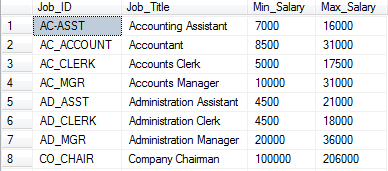 Job_ID Job_Title Min_Salary Max_Salary
1 AC-ASST Accounting Assistant 7000 16000
2 AC_ACCOUNT Accountant 8500 31000
3 AC_CLERK Accounts Clerk 5000 17500
4 AC_MGR Accounts Manager 10000 31000
5 AD_ASST Administration Assistant 4500 21000
6 AD_CLERK Administration Clerk 4500 18000
7 AD_MGR Administration Manager 20000 36000
8 CO_CHAIR Company Chairman 100000 206000